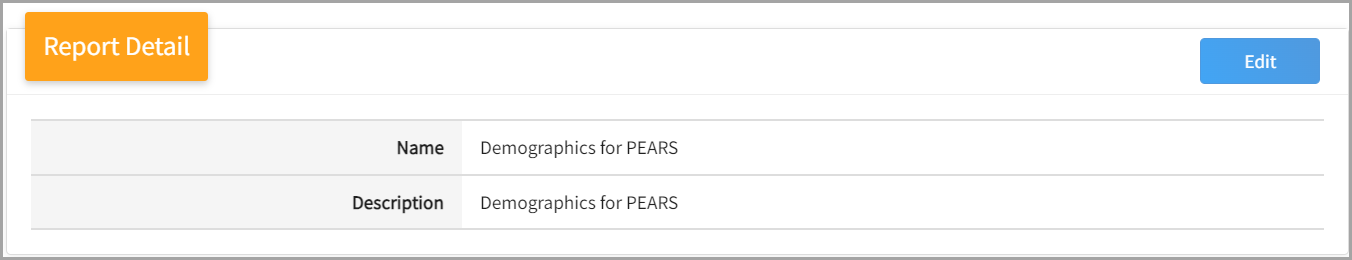 Report Detail
Edit
Name Demographics for PEARS
Description Demographics for PEARS